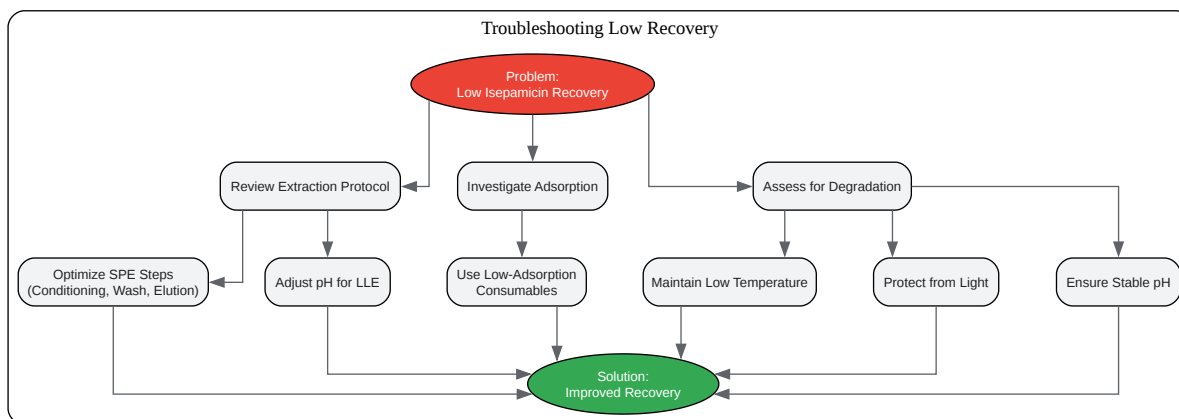 Troubleshooting Low Recovery
Problem:
Low Isepamicin Recovery
Review Extraction Protocol
Investigate Adsorption
Assess for Degradation
Optimize SPE Steps
(Conditioning, Wash, Elution)
Adjust pH for LLE
Use Low-Adsorption
Consumables
Maintain Low Temperature
Protect from Light
Ensure Stable pH
Solution:
Improved Recovery